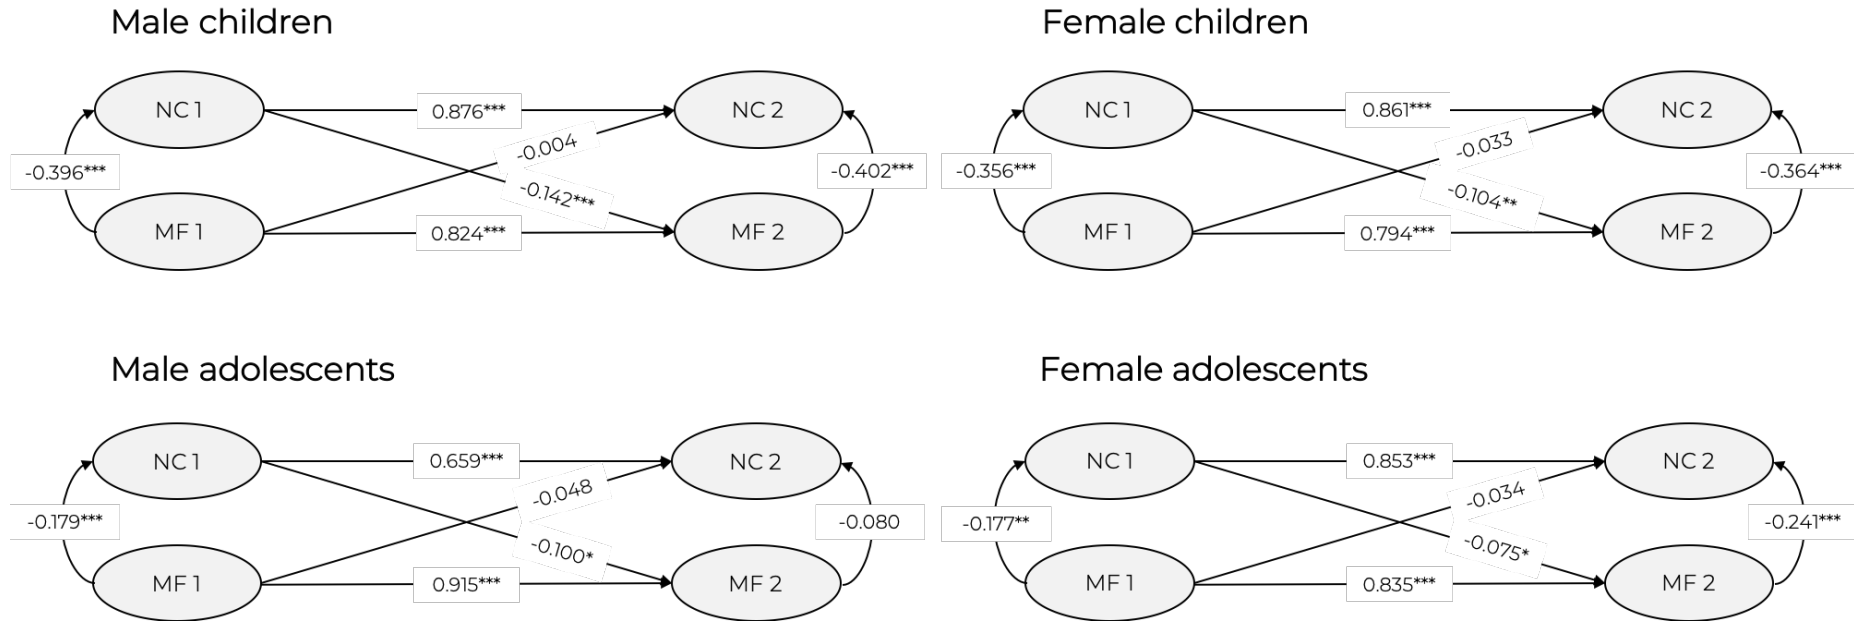 Male children
NC 1
0.876***
NC 2
-0.004
-0.396***
-0.402***
-0.142***
MF 1
0.824***
MF 2
Female children
NC 1
0.861***
NC 2
-0.033
-0.356***
-0.364***
-0.104**
MF 1
0.794***
MF 2
Male adolescents
NC 1
0.659***
NC 2
-0.048
-0.179***
-0.080
-0.100*
MF 1
0.915***
MF 2
Female adolescents
NC 1
0.853***
NC 2
-0.034
-0.177**
-0.241***
-0.075*
MF 1
0.835***
MF 2